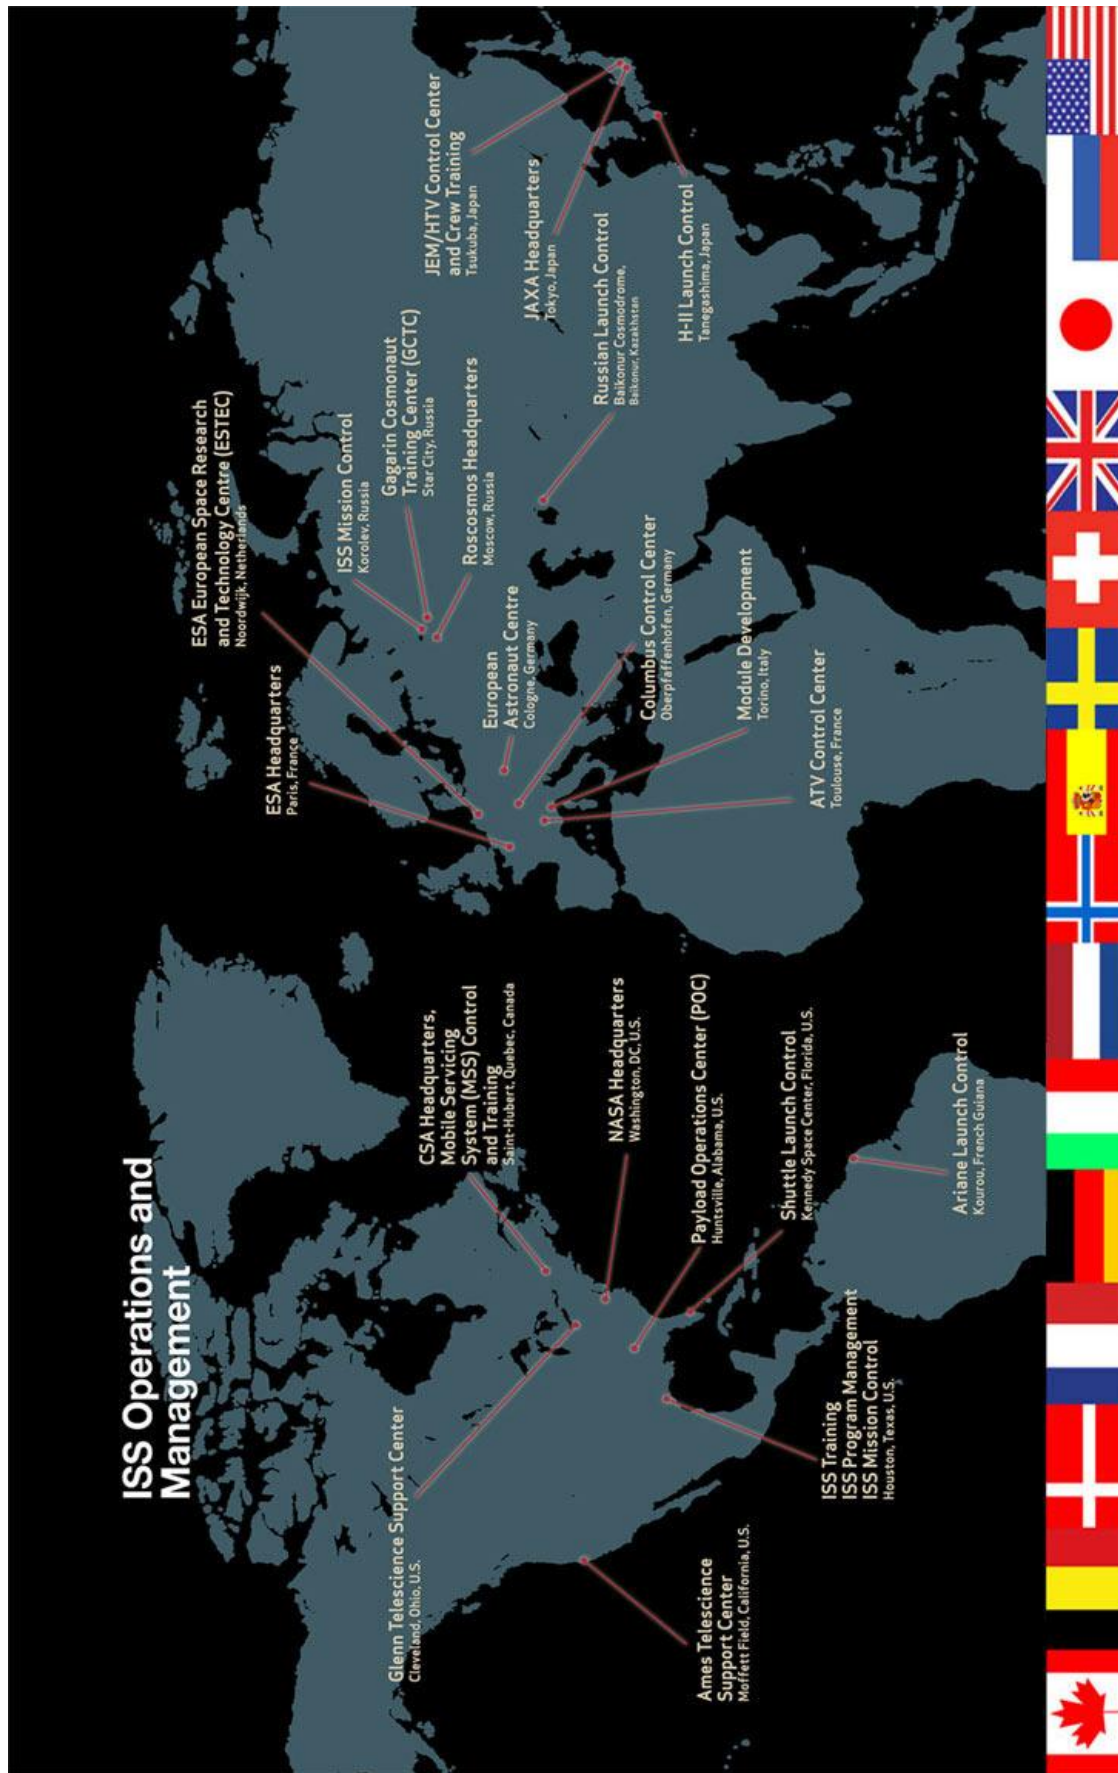 ISS Operations and
Management
Glenn Telescience Support Center
Cleveland, Ohio, U.S.
Ames Telescience
Support Center
Moffett Field, California, U.S.
ISS Training
ISS Program Management
ISS Mission Control
Houston, Texas, U.S.
CSA Headquarters,
Mobile Servicing
System (MSS) Control
and Training
Saint-Hubert, Quebec, Canada
NASA Headquarters
Washington, DC, U.S.
Payload Operations Center (POC)
Huntsville, Alabama, U.S.
Shuttle Launch Control
Kennedy Space Center, Florida, U.S.
Ariane Launch Control
Kourou, French Guiana
ESA Headquarters
Paris, France
ESA European Space Research
and Technology Centre (ESTEC)
Noordwijk, Netherlands
European
Astronaut Centre
Cologne, Germany
Columbus Control Center
Oberpfaffenhofen, Germany
Module Development
Torino, Italy
ATV Control Center
Toulouse, France
ISS Mission Control
Korolev, Russia
Gagarin Cosmonaut
Training Center (GCTC)
Star City, Russia
Roscosmos Headquarters
Moscow, Russia
Russian Launch Control
Baikonur Cosmodrome,
Baikonur, Kazakhstan
JEM/HTV Control Center
and Crew Training
Tsukuba, Japan
JAXA Headquarters
Tokyo, Japan
H-II Launch Control
Tanegashima, Japan